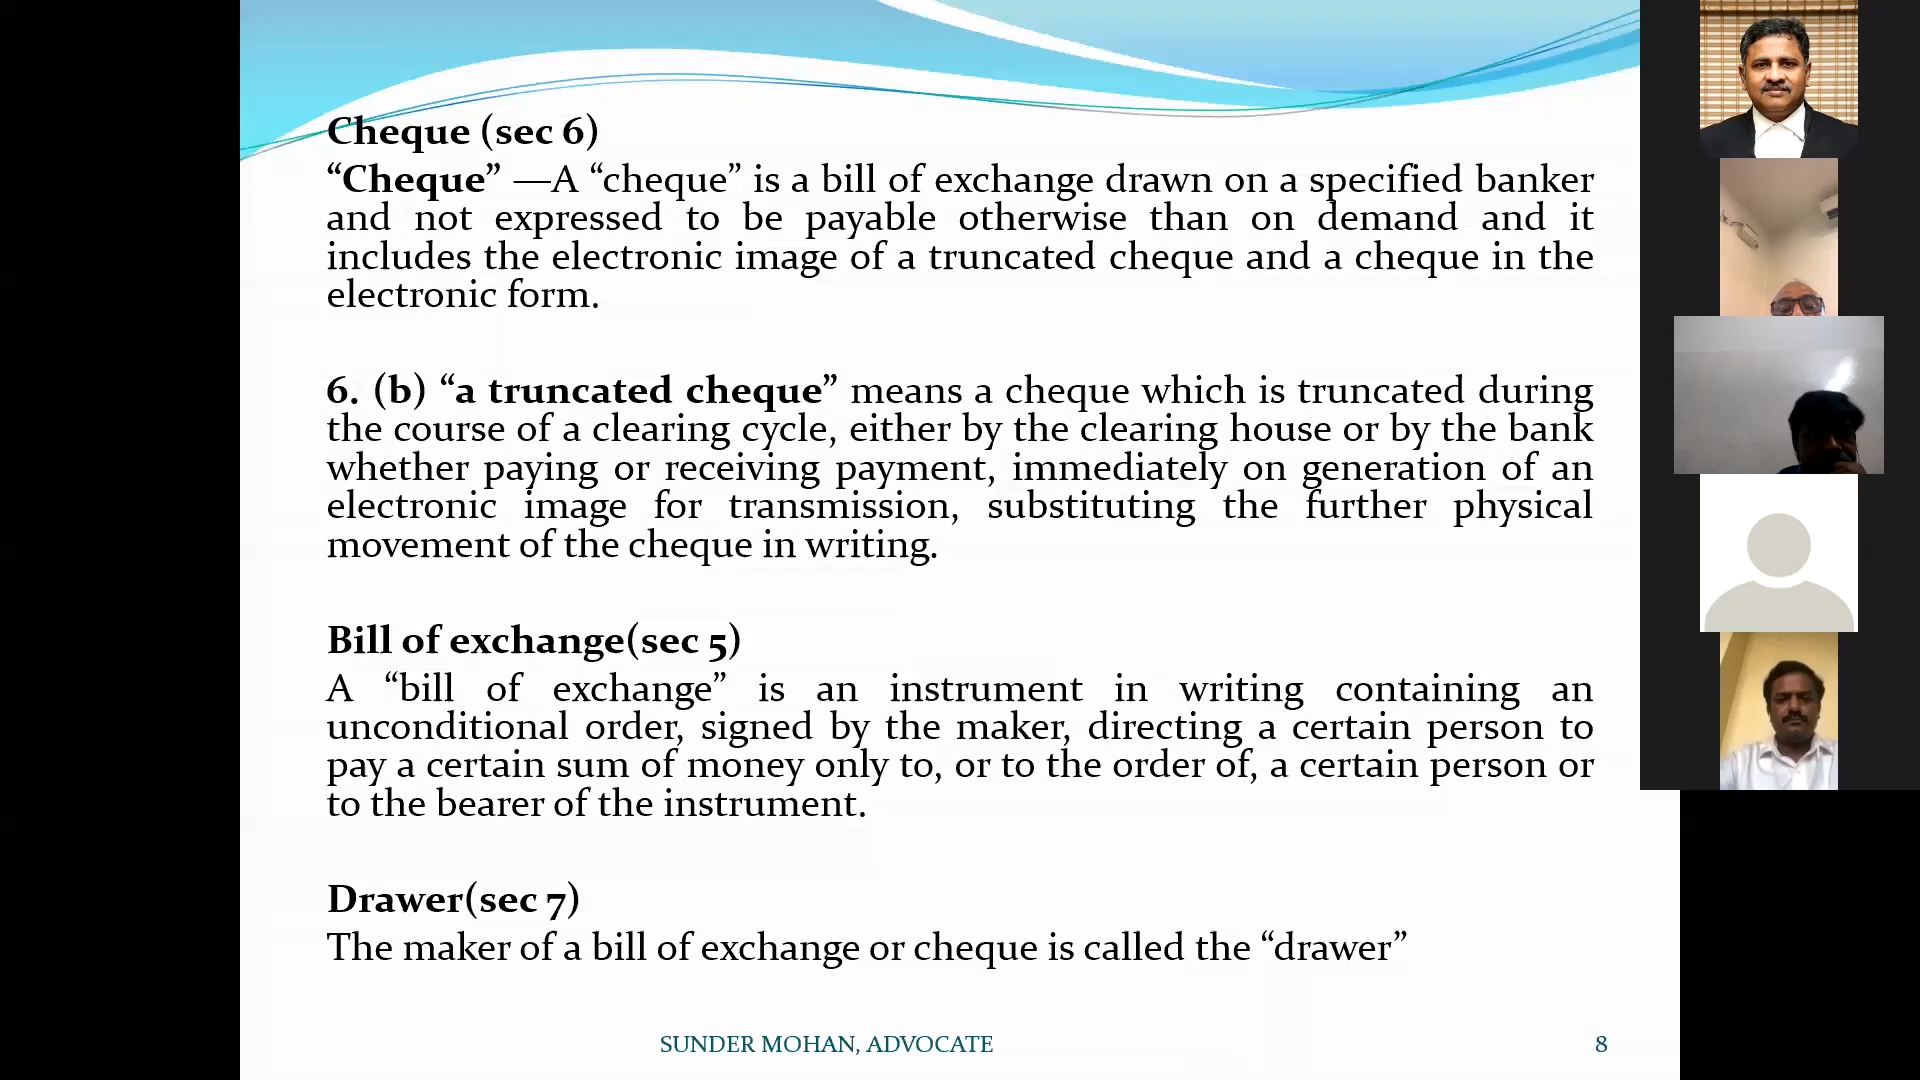 Cheque (sec 6)
“Cheque” —A “cheque” is a bill of exchange drawn on a specified banker
and not expressed to be payable otherwise than on demand and it
includes the electronic image of a truncated cheque and a cheque in the
electronic form.
6. (b) “a truncated cheque” means a cheque which is truncated during
the course of a clearing cycle, either by the clearing house or by the bank
whether paying or receiving payment, immediately on generation of an
electronic image for transmission, substituting the further physical
movement of the cheque in writing.
Bill of exchange(sec 5)
A “bill of exchange” is an instrument in writing containing an
unconditional order, signed by the maker, directing a certain person to
pay a certain sum of money only to, or to the order of, a certain person or
to the bearer of the instrument.
Drawer(sec 7)
The maker of a bill of exchange or cheque is called the “drawer”
SUNDER MOHAN, ADVOCATE
8